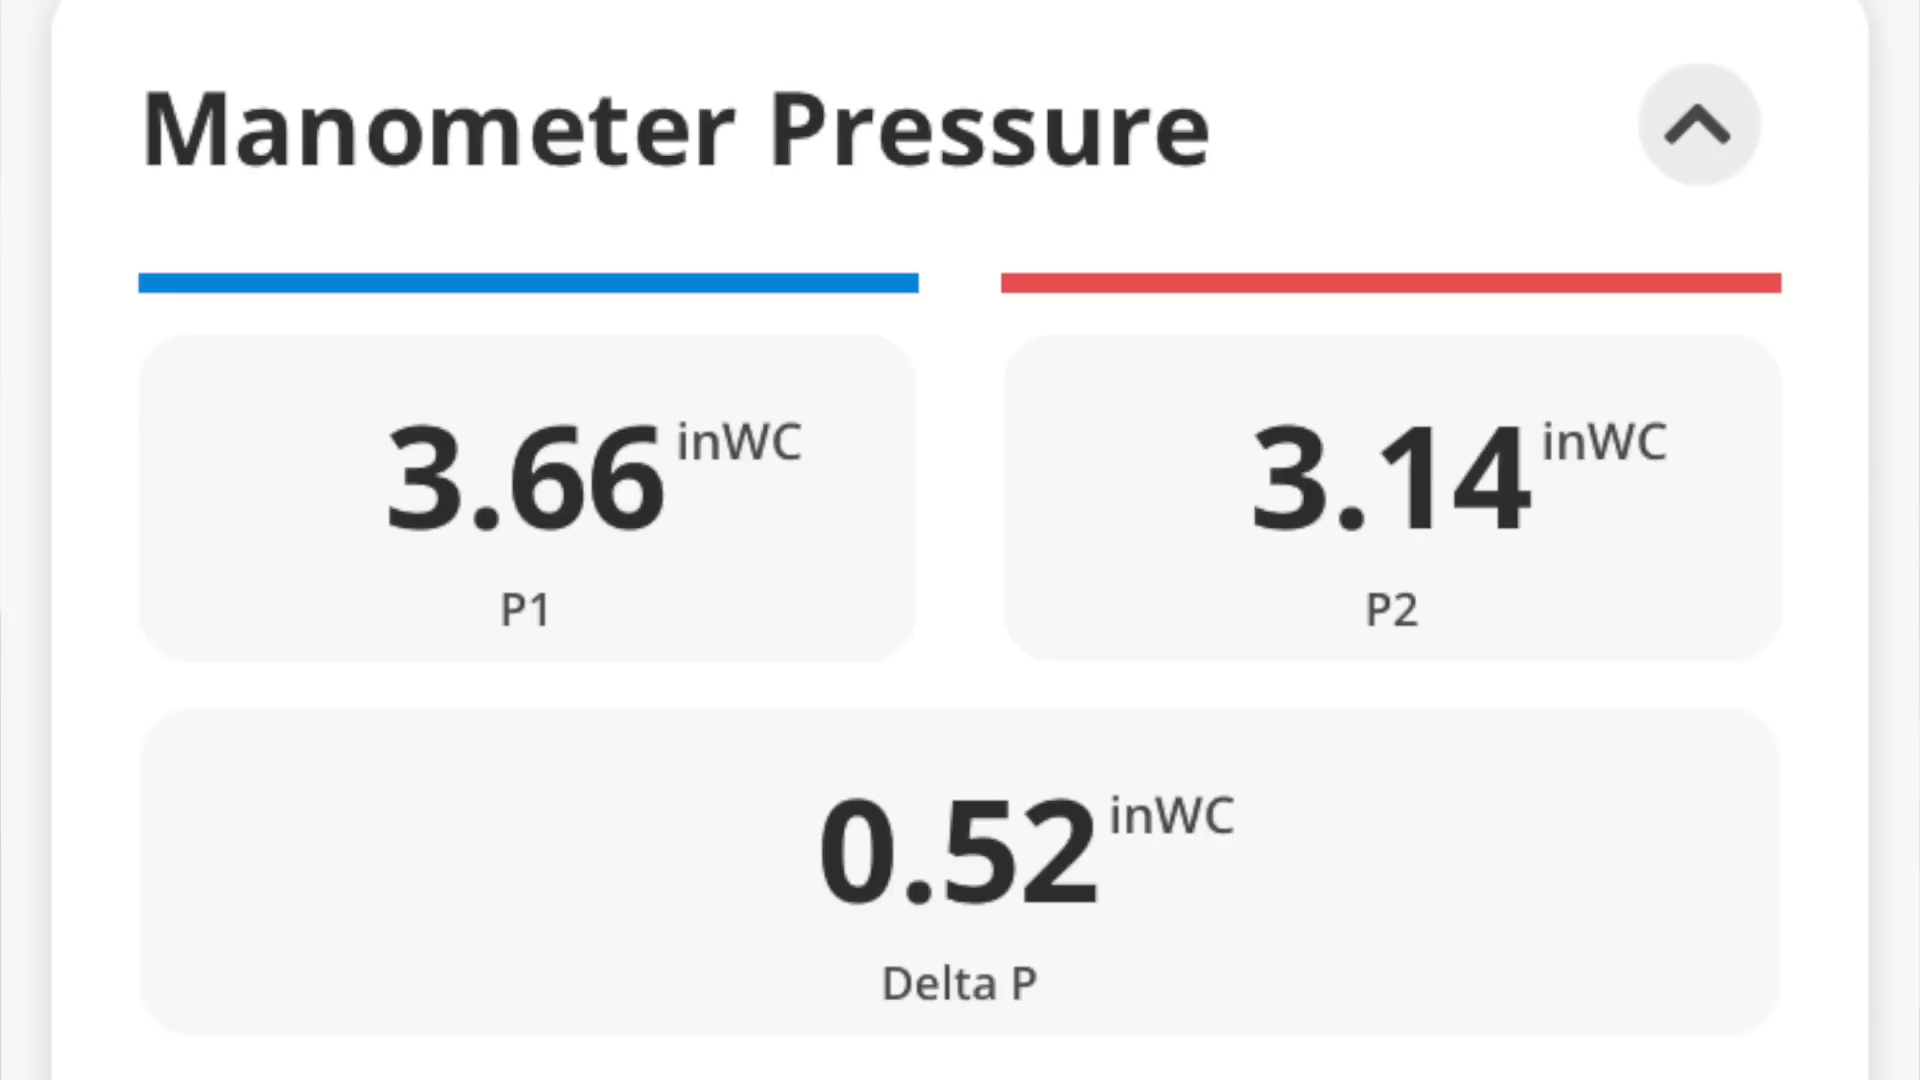 Manometer Pressure
3.66 inWC
P1
3.14 inWC
P2
0.52 inWC
Delta P